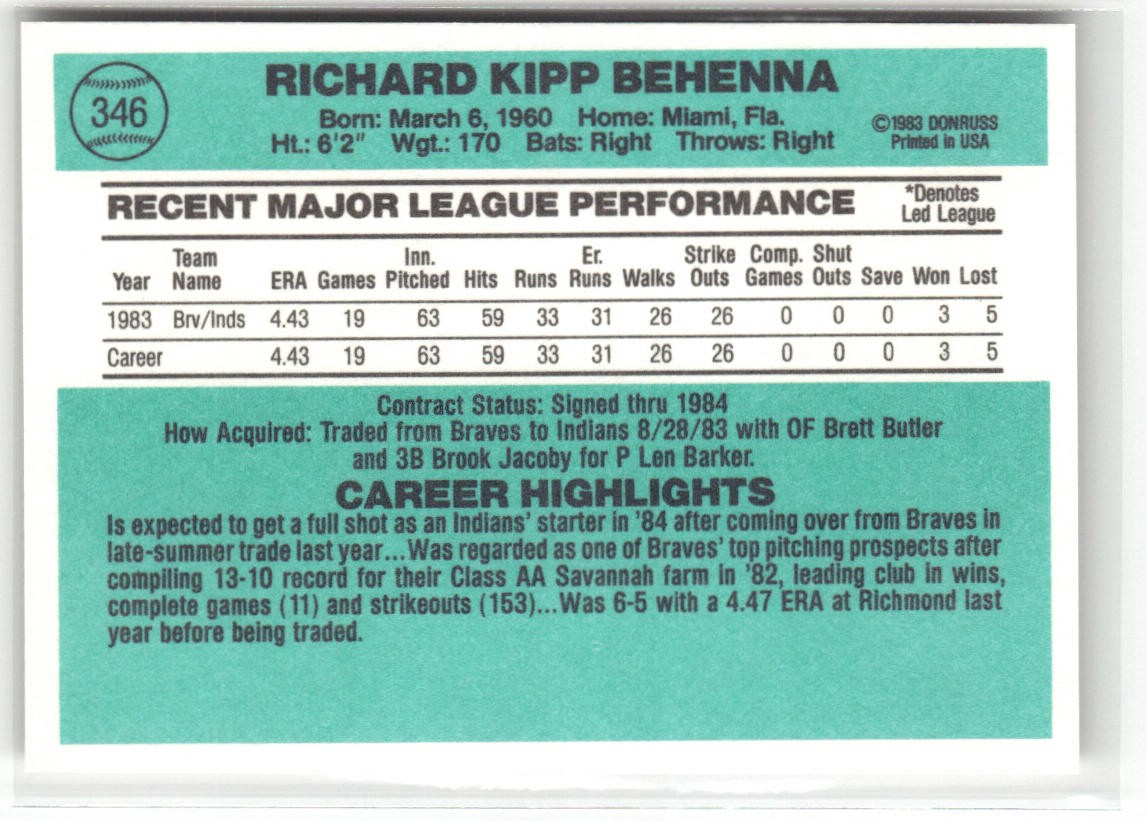 346
RICHARD KIPP BEHENNA
Born: March 6, 1960 Home: Miami, Fla.
Ht.: 6'2" Wgt.: 170 Bats: Right Throws: Right
©1983 DONRUSS
Printed in USA
RECENT MAJOR LEAGUE PERFORMANCE
*Denotes
Led League
Year Team Name ERA Games Inn. Pitched Hits Runs Er. Runs Walks Strike Outs Comp. Games Shut Outs Save Won Lost
1983 Brv/Inds 4.43 19 63 59 33 31 26 26 0 0 0 3 5
Career 4.43 19 63 59 33 31 26 26 0 0 0 3 5
Contract Status: Signed thru 1984
How Acquired: Traded from Braves to Indians 8/28/83 with OF Brett Butler
and 3B Brook Jacoby for P Len Barker.
CAREER HIGHLIGHTS
Is expected to get a full shot as an Indians' starter in '84 after coming over from Braves in
late-summer trade last year...Was regarded as one of Braves' top pitching prospects after
compiling 13-10 record for their Class AA Savannah farm in '82, leading club in wins,
complete games (11) and strikeouts (153)...Was 6-5 with a 4.47 ERA at Richmond last
year before being traded.